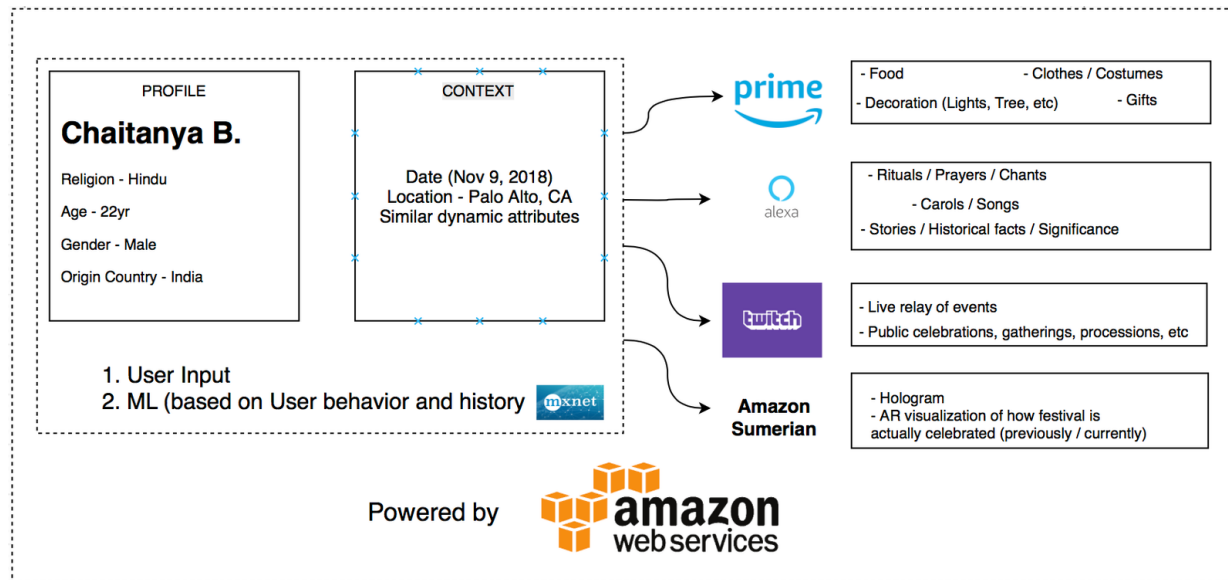 PROFILE
Chaitanya B.
Religion - Hindu
Age - 22yr
Gender - Male
Origin Country - India
CONTEXT
Date (Nov 9, 2018)
Location - Palo Alto, CA
Similar dynamic attributes
1. User Input
2. ML (based on User behavior and history
mxnet
prime
- Food
- Clothes / Costumes
- Decoration (Lights, Tree, etc)
- Gifts
alexa
- Rituals / Prayers / Chants
- Carols / Songs
- Stories / Historical facts / Significance
twitch
- Live relay of events
- Public celebrations, gatherings, processions, etc
Amazon
Sumerian
- Hologram
- AR visualization of how festival is
actually celebrated (previously / currently)
Powered by
amazon
web services